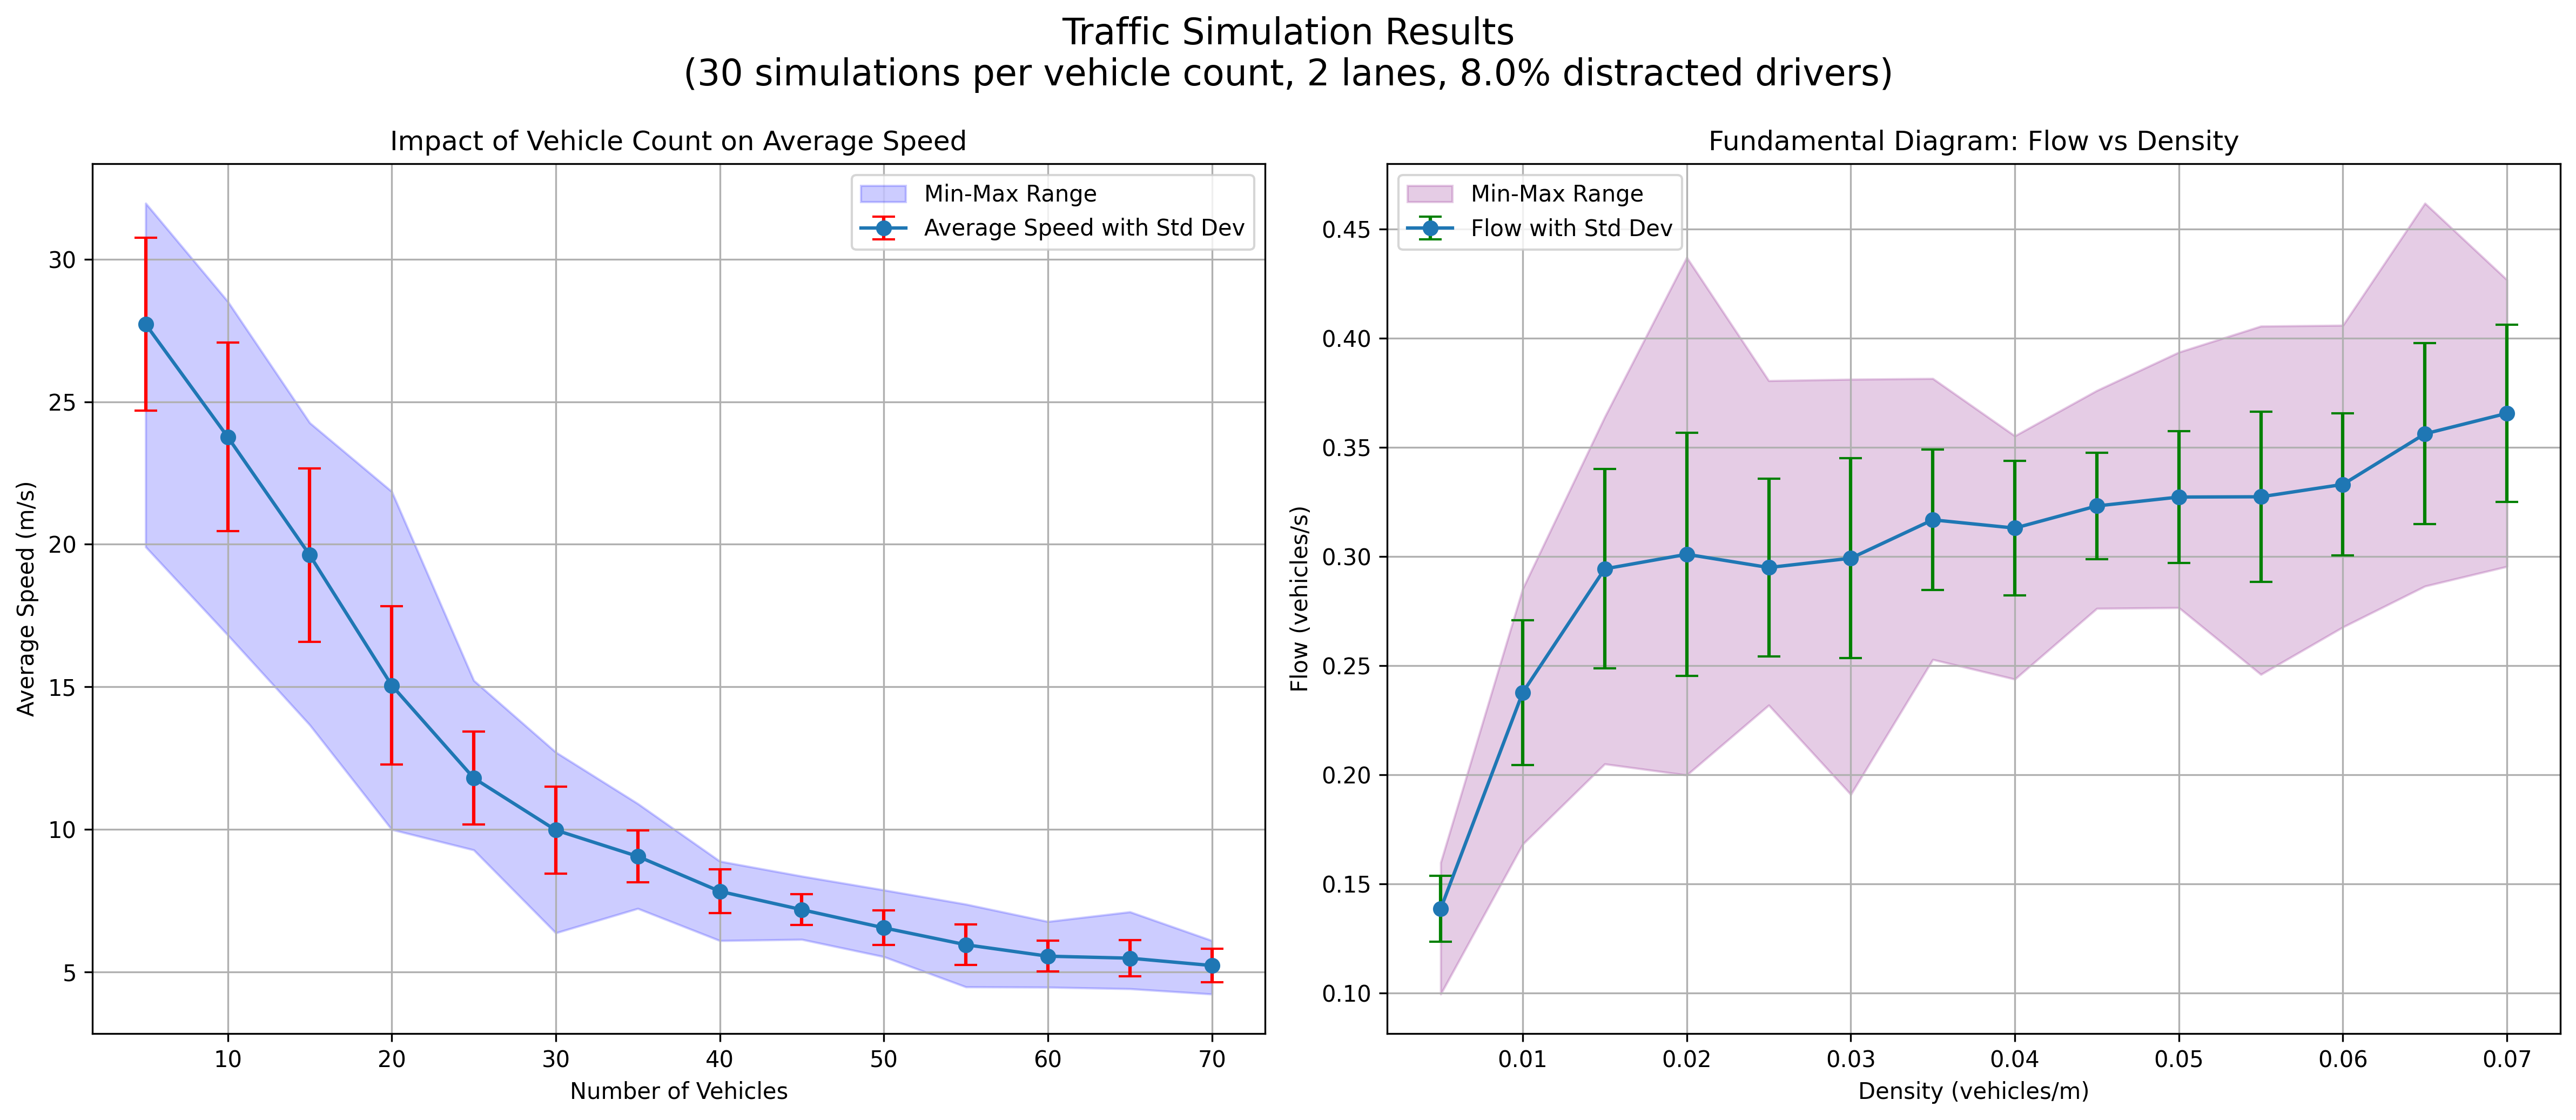 Traffic Simulation Results
(30 simulations per vehicle count, 2 lanes, 8.0% distracted drivers)
Impact of Vehicle Count on Average Speed
Min-Max Range
Average Speed with Std Dev
Average Speed (m/s)
30
25
20
15
10
5
10
20
30
40
50
60
70
Number of Vehicles
Fundamental Diagram: Flow vs Density
Min-Max Range
Flow with Std Dev
Flow (vehicles/s)
0.45
0.40
0.35
0.30
0.25
0.20
0.15
0.10
0.01
0.02
0.03
0.04
0.05
0.06
0.07
Density (vehicles/m)